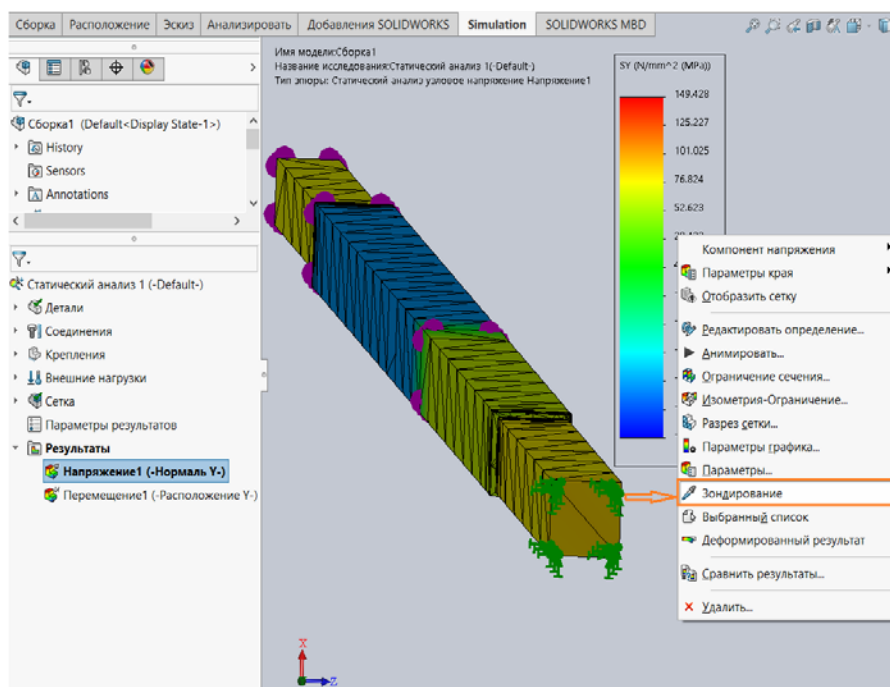 Сборка Расположение Эскиз Анализировать Добавления SOLIDWORKS Simulation SOLIDWORKS MBD
Сборка1 (Default<Display State-1>)
History
Sensors
Annotations
Статический анализ 1 (-Default-)
Детали
Соединения
Крепления
Внешние нагрузки
Сетка
Параметры результатов
Результаты
Напряжение1 (-Нормаль Y-)
Перемещение1 (-Расположение Y-)
Имя модели:Сборка1
Название исследования:Статический анализ 1(-Default-)
Тип эпюры: Статический анализ узловое напряжение Напряжение1
SY (N/mm^2 (MPa))
149.428
125.227
101.025
76.824
52.623
Компонент напряжения
Параметры края
Отобразить сетку
Редактировать определение...
Анимировать...
Ограничение сечения...
Изометрия-Ограничение...
Разрез сетки...
Параметры графика...
Параметры...
Зондирование
Выбранный список
Деформированный результат
Сравнить результаты...
Удалить...
X
Z